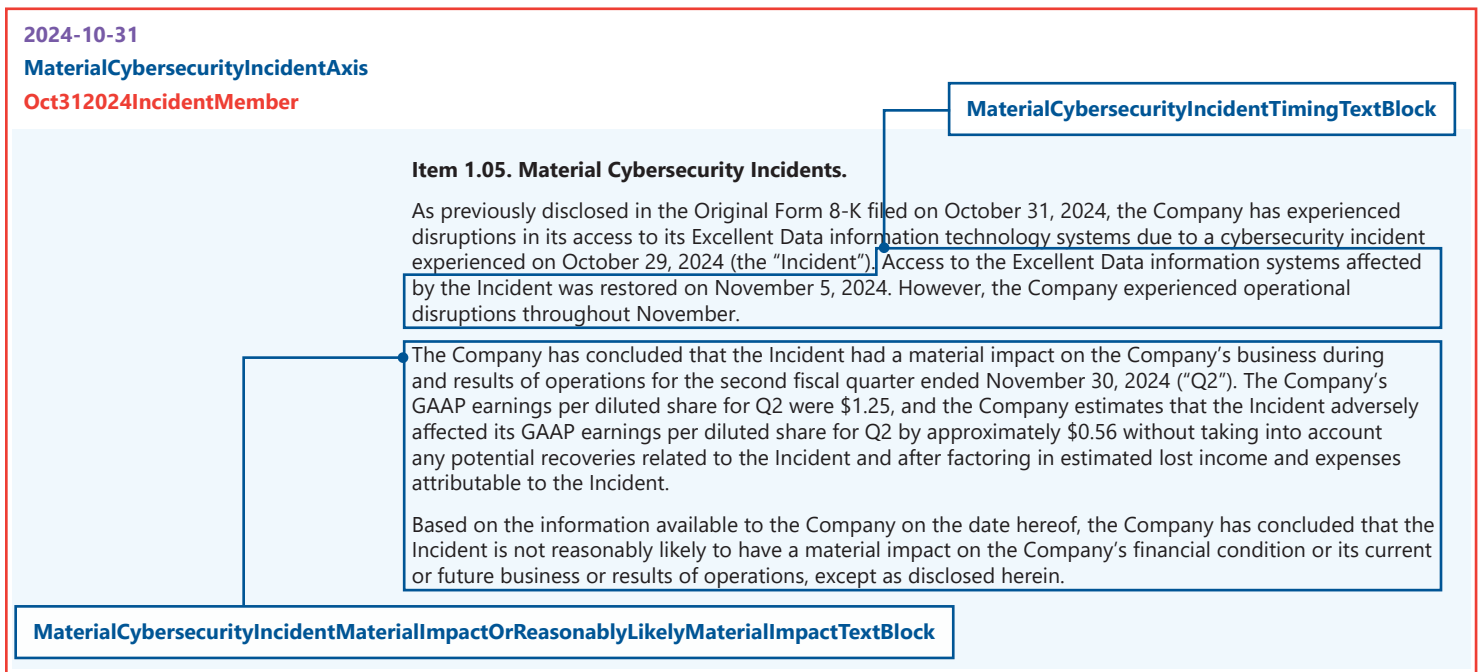 2024-10-31
MaterialCybersecurityIncidentAxis
Oct312024IncidentMember
MaterialCybersecurityIncidentTimingTextBlock
Item 1.05. Material Cybersecurity Incidents.
As previously disclosed in the Original Form 8-K filed on October 31, 2024, the Company has experienced
disruptions in its access to its Excellent Data information technology systems due to a cybersecurity incident
experienced on October 29, 2024 (the “Incident”). Access to the Excellent Data information systems affected
by the Incident was restored on November 5, 2024. However, the Company experienced operational
disruptions throughout November.
The Company has concluded that the Incident had a material impact on the Company’s business during
and results of operations for the second fiscal quarter ended November 30, 2024 (“Q2”). The Company’s
GAAP earnings per diluted share for Q2 were $1.25, and the Company estimates that the Incident adversely
affected its GAAP earnings per diluted share for Q2 by approximately $0.56 without taking into account
any potential recoveries related to the Incident and after factoring in estimated lost income and expenses
attributable to the Incident.
Based on the information available to the Company on the date hereof, the Company has concluded that the
Incident is not reasonably likely to have a material impact on the Company’s financial condition or its current
or future business or results of operations, except as disclosed herein.
MaterialCybersecurityIncidentMaterialImpactOrReasonablyLikelyMaterialImpactTextBlock